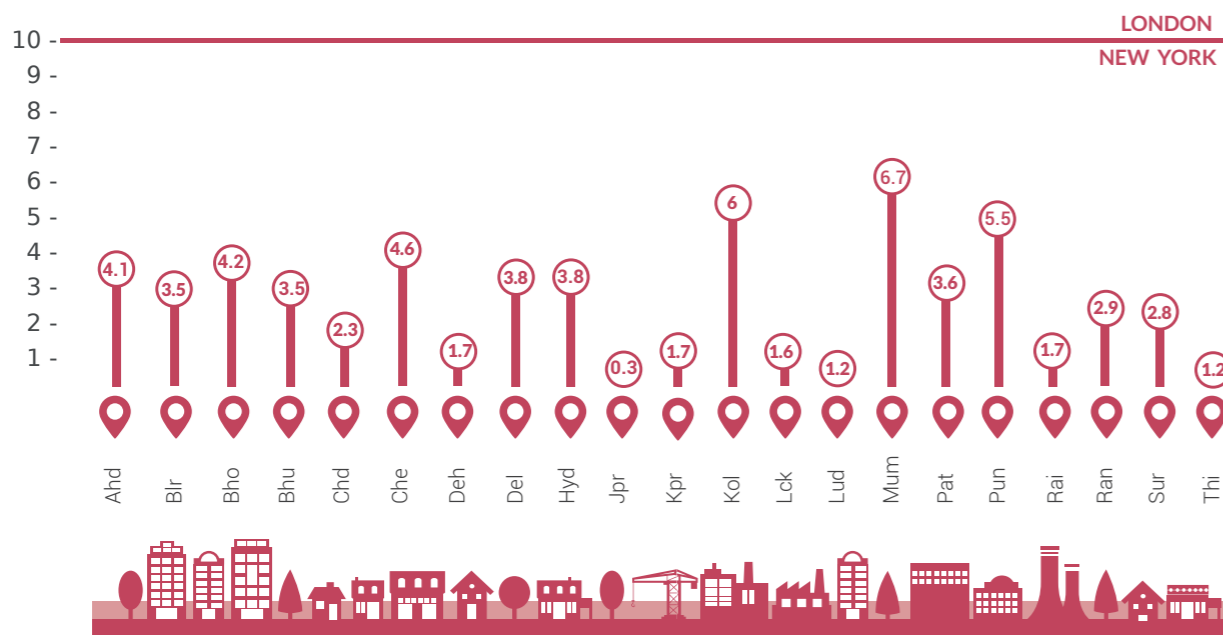 LONDON
10 -
NEW YORK
9 -
8 -
7 -
6 -
5 -
4 -
3 -
2 -
1 -
4.1
3.5
4.2
3.5
2.3
4.6
1.7
3.8
3.8
0.3
1.7
6
1.6
1.2
6.7
3.6
5.5
1.7
2.9
2.8
1.2
Ahd
Blr
Bho
Bhu
Chd
Che
Deh
Del
Hyd
Jpr
Kpr
Kol
Lck
Lud
Mum
Pat
Pun
Rai
Ran
Sur
Thi